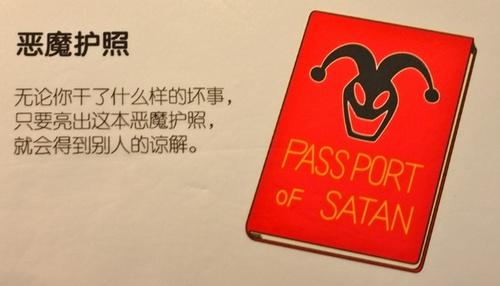 恶魔护照
无论你干了什么样的坏事，
只要亮出这本恶魔护照，
就会得到别人的谅解。
PASSPORT
OF SATAN